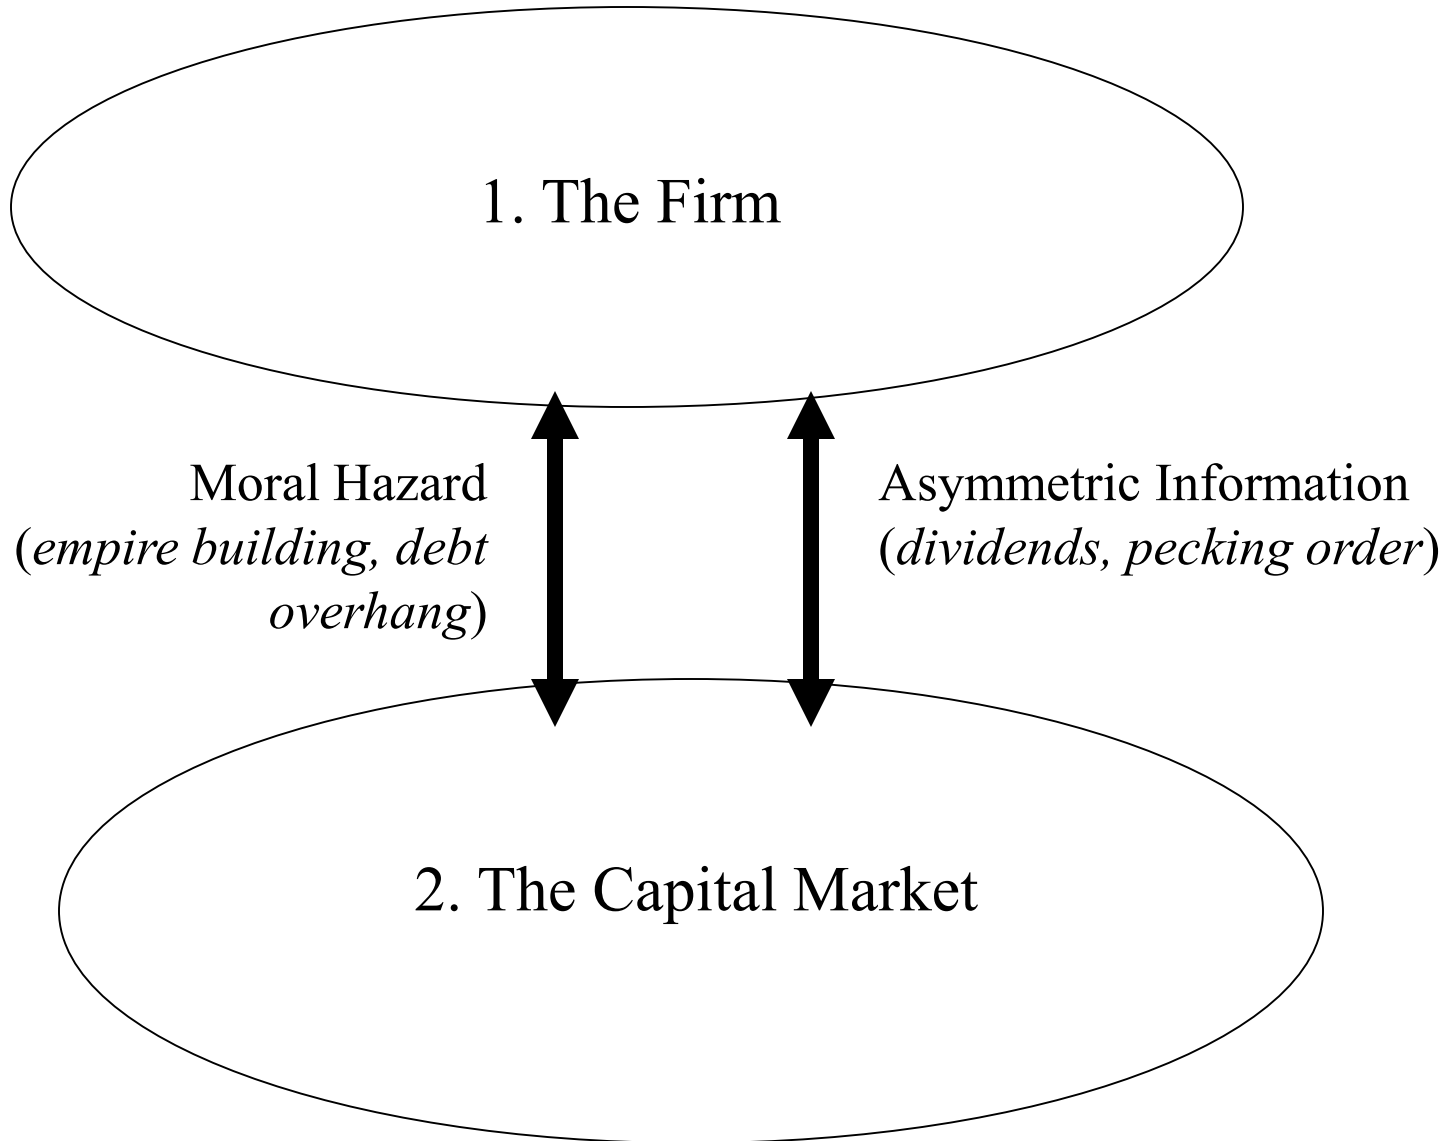 1. The Firm
Moral Hazard
(empire building, debt
overhang)
Asymmetric Information
(dividends, pecking order)
2. The Capital Market